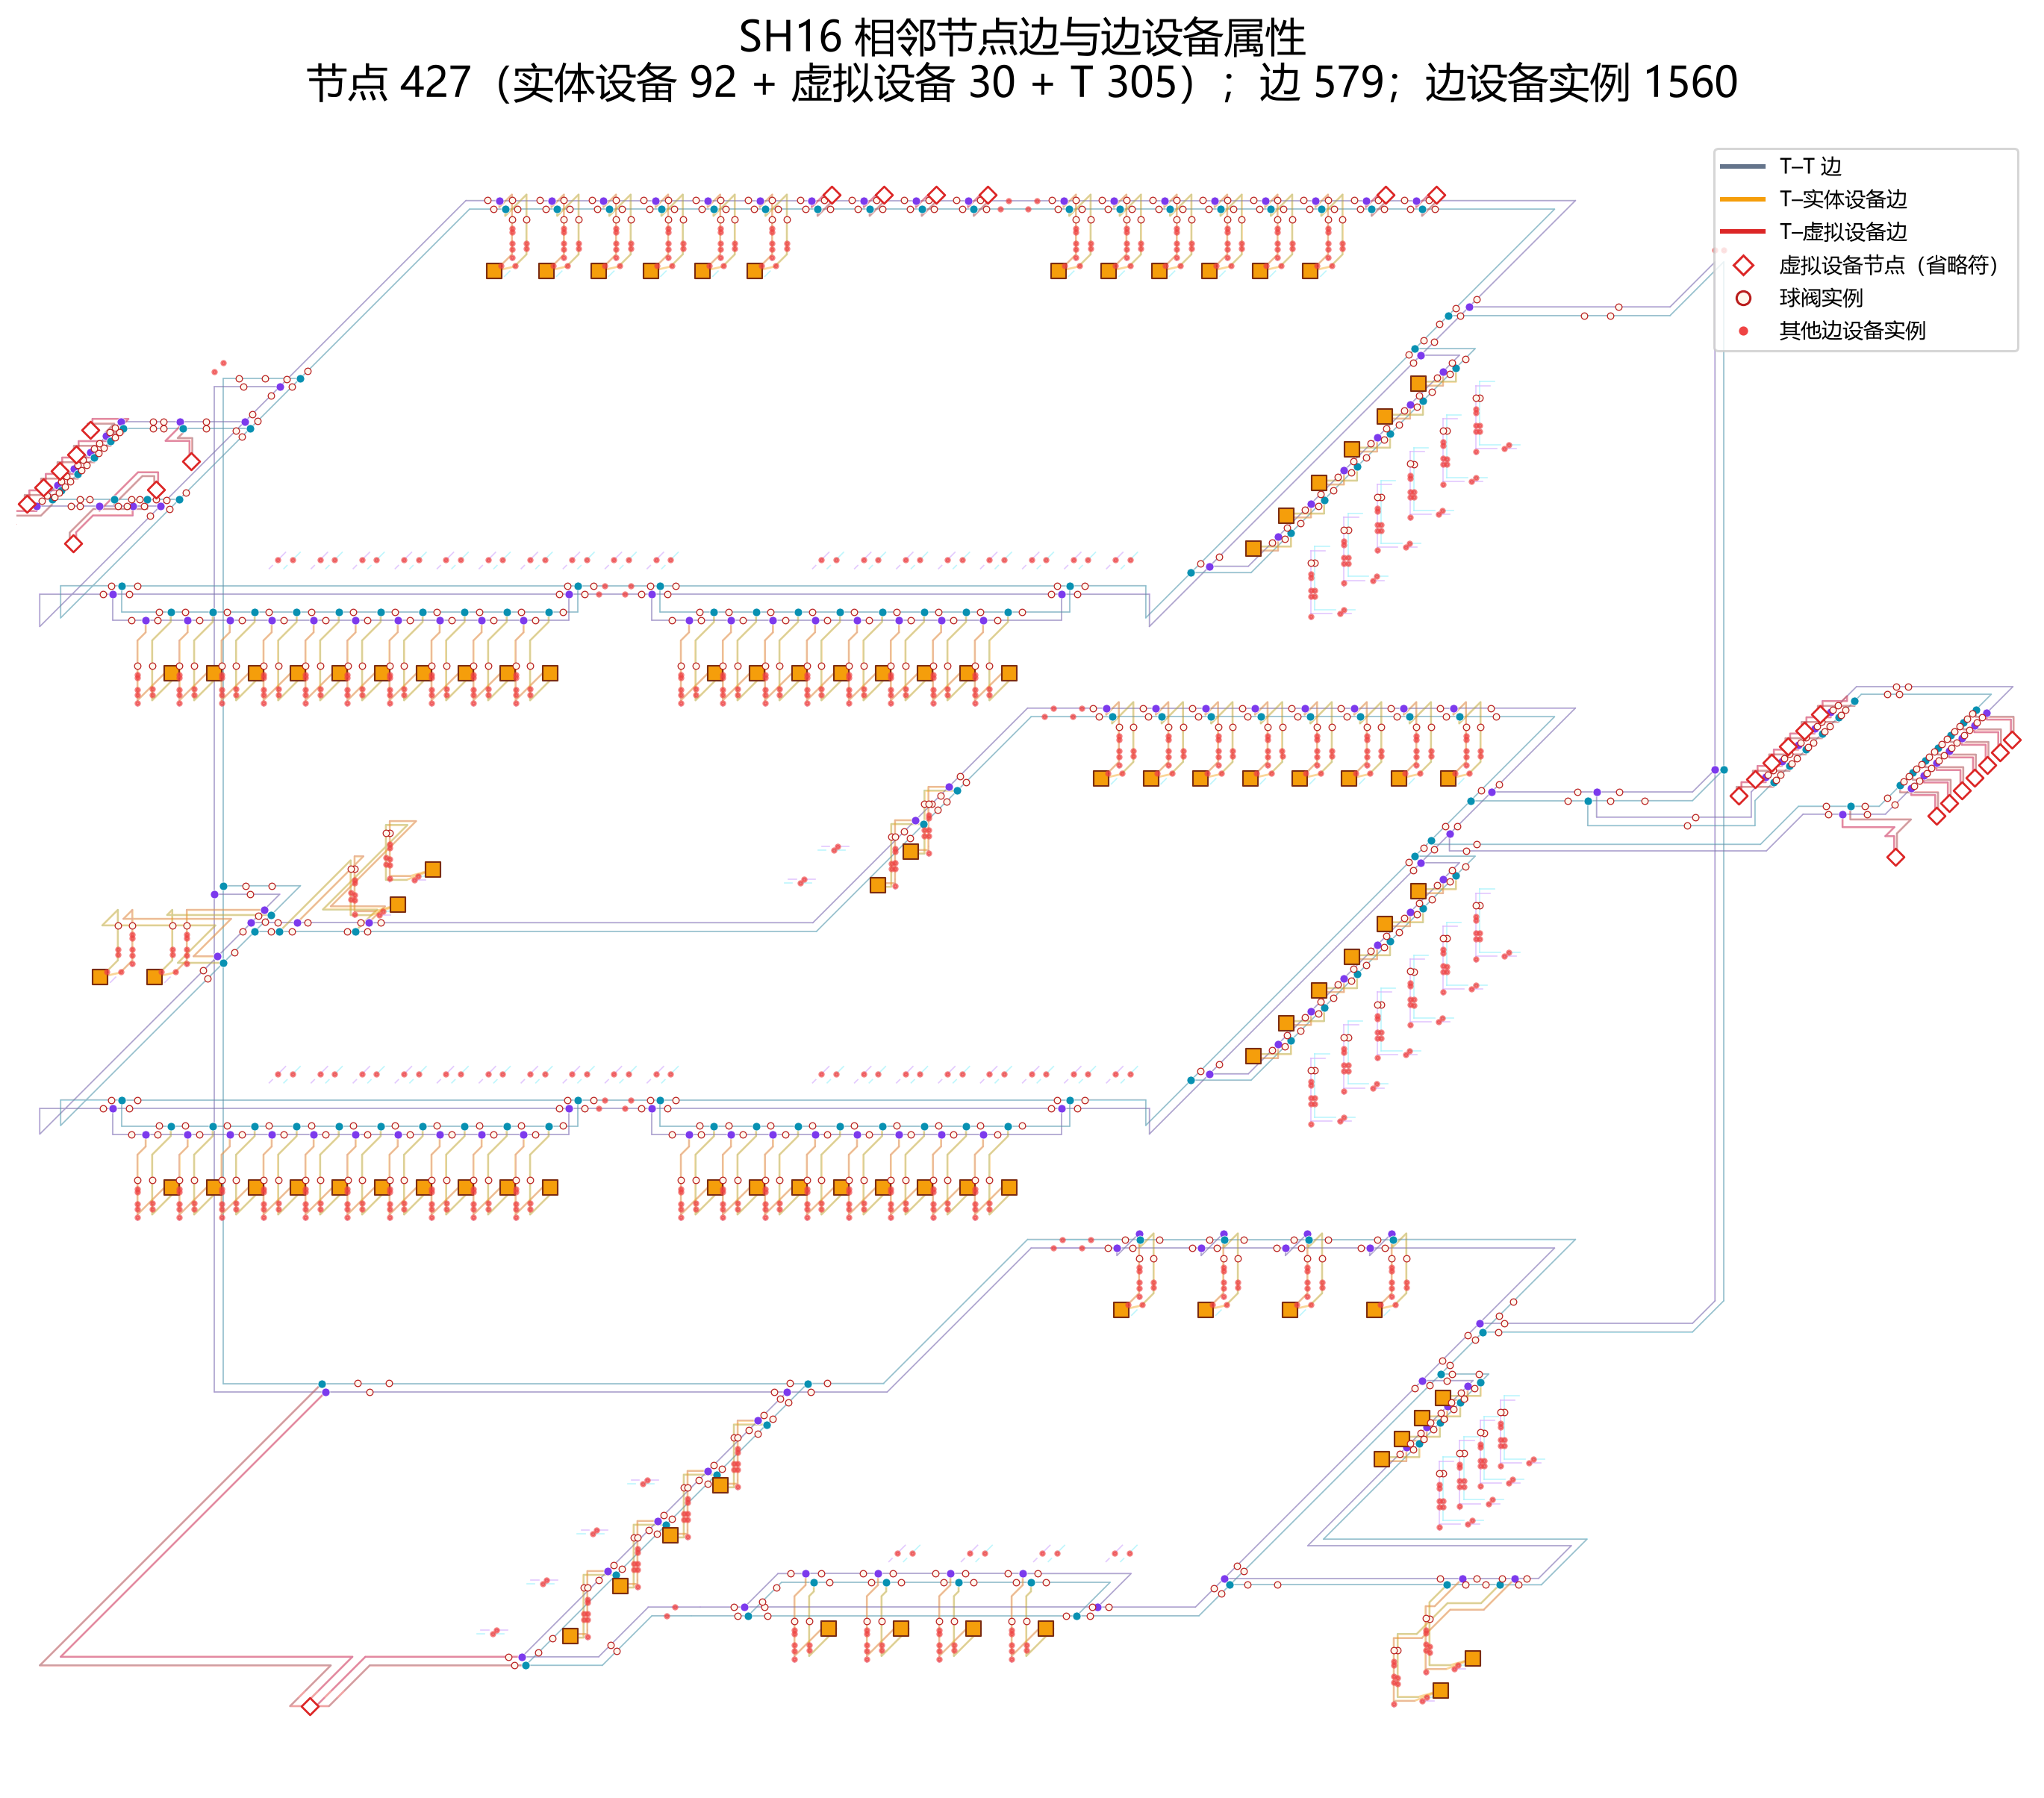 SH16 相邻节点边与边设备属性
节点 427（实体设备 92 + 虚拟设备 30 + T 305）；边 579；边设备实例 1560
T–T 边
T–实体设备边
T–虚拟设备边
虚拟设备节点（省略符）
球阀实例
其他边设备实例